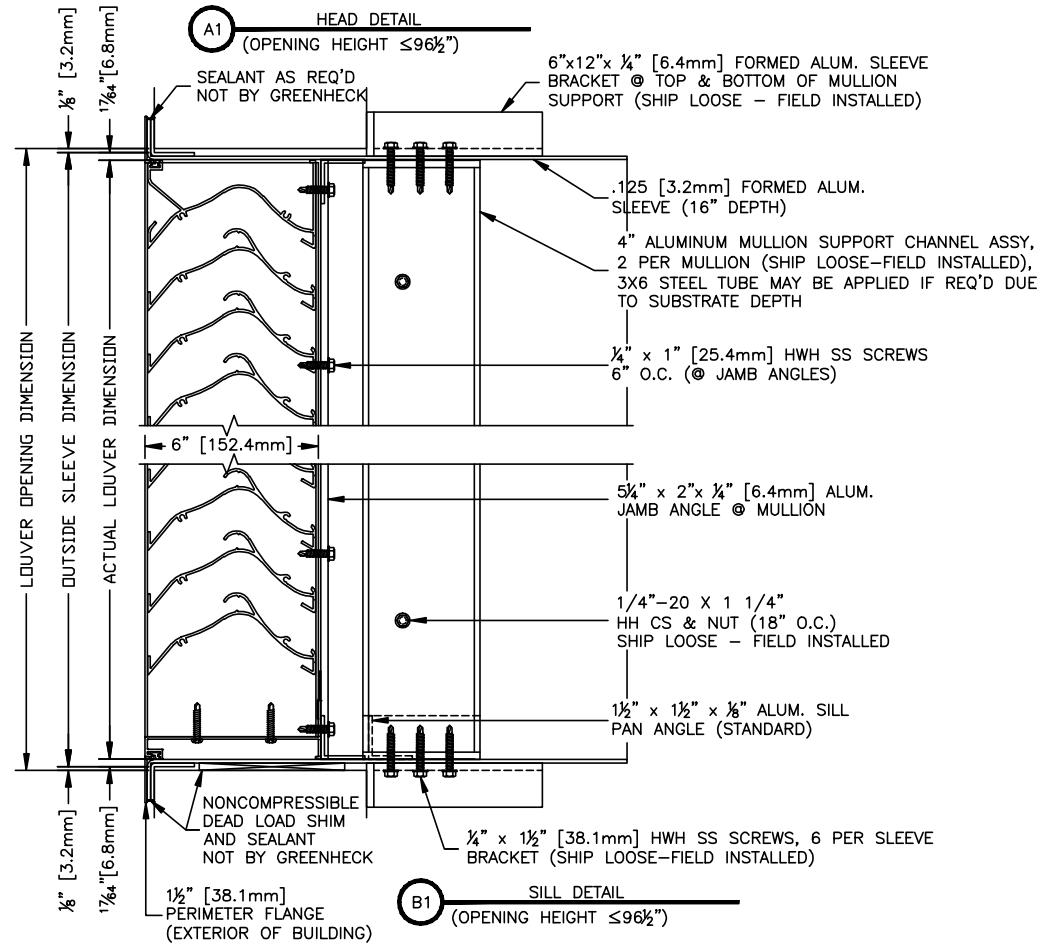 A1
HEAD DETAIL
(OPENING HEIGHT ≤96½")
⅛" [3.2mm]
17⁄64"[6.8mm]
SEALANT AS REQ'D
NOT BY GREENHECK
6"x12"x ¼" [6.4mm] FORMED ALUM. SLEEVE
BRACKET @ TOP & BOTTOM OF MULLION
SUPPORT (SHIP LOOSE – FIELD INSTALLED)
.125 [3.2mm] FORMED ALUM.
SLEEVE (16" DEPTH)
4" ALUMINUM MULLION SUPPORT CHANNEL ASSY,
2 PER MULLION (SHIP LOOSE–FIELD INSTALLED),
3X6 STEEL TUBE MAY BE APPLIED IF REQ'D DUE
TO SUBSTRATE DEPTH
¼" x 1" [25.4mm] HWH SS SCREWS
6" O.C. (@ JAMB ANGLES)
LOUVER OPENING DIMENSION
OUTSIDE SLEEVE DIMENSION
ACTUAL LOUVER DIMENSION
6" [152.4mm]
5¼" x 2"x ¼" [6.4mm] ALUM.
JAMB ANGLE @ MULLION
1/4"–20 X 1 1/4"
HH CS & NUT (18" O.C.)
SHIP LOOSE – FIELD INSTALLED
1½" x 1½" x ⅛" ALUM. SILL
PAN ANGLE (STANDARD)
⅛" [3.2mm]
17⁄64"[6.8mm]
NONCOMPRESSIBLE
DEAD LOAD SHIM
AND SEALANT
NOT BY GREENHECK
¼" x 1½" [38.1mm] HWH SS SCREWS, 6 PER SLEEVE
BRACKET (SHIP LOOSE–FIELD INSTALLED)
1½" [38.1mm]
PERIMETER FLANGE
(EXTERIOR OF BUILDING)
B1
SILL DETAIL
(OPENING HEIGHT ≤96½")